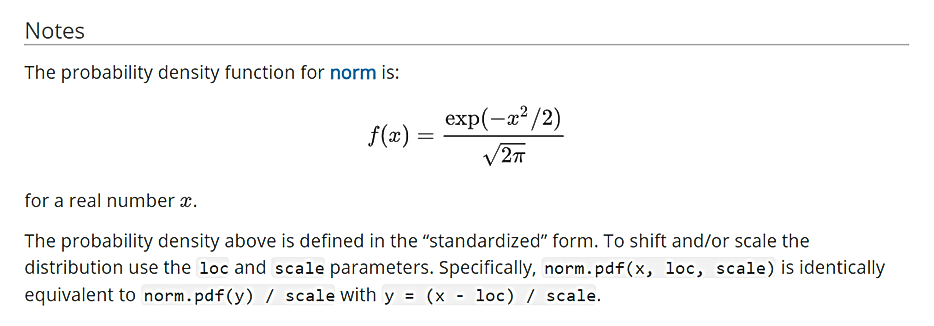 Notes
The probability density function for norm is:
f(x) = exp(−x²/2) / √2π
for a real number x.
The probability density above is defined in the “standardized” form. To shift and/or scale the
distribution use the loc and scale parameters. Specifically, norm.pdf(x, loc, scale) is identically
equivalent to norm.pdf(y) / scale with y = (x - loc) / scale.